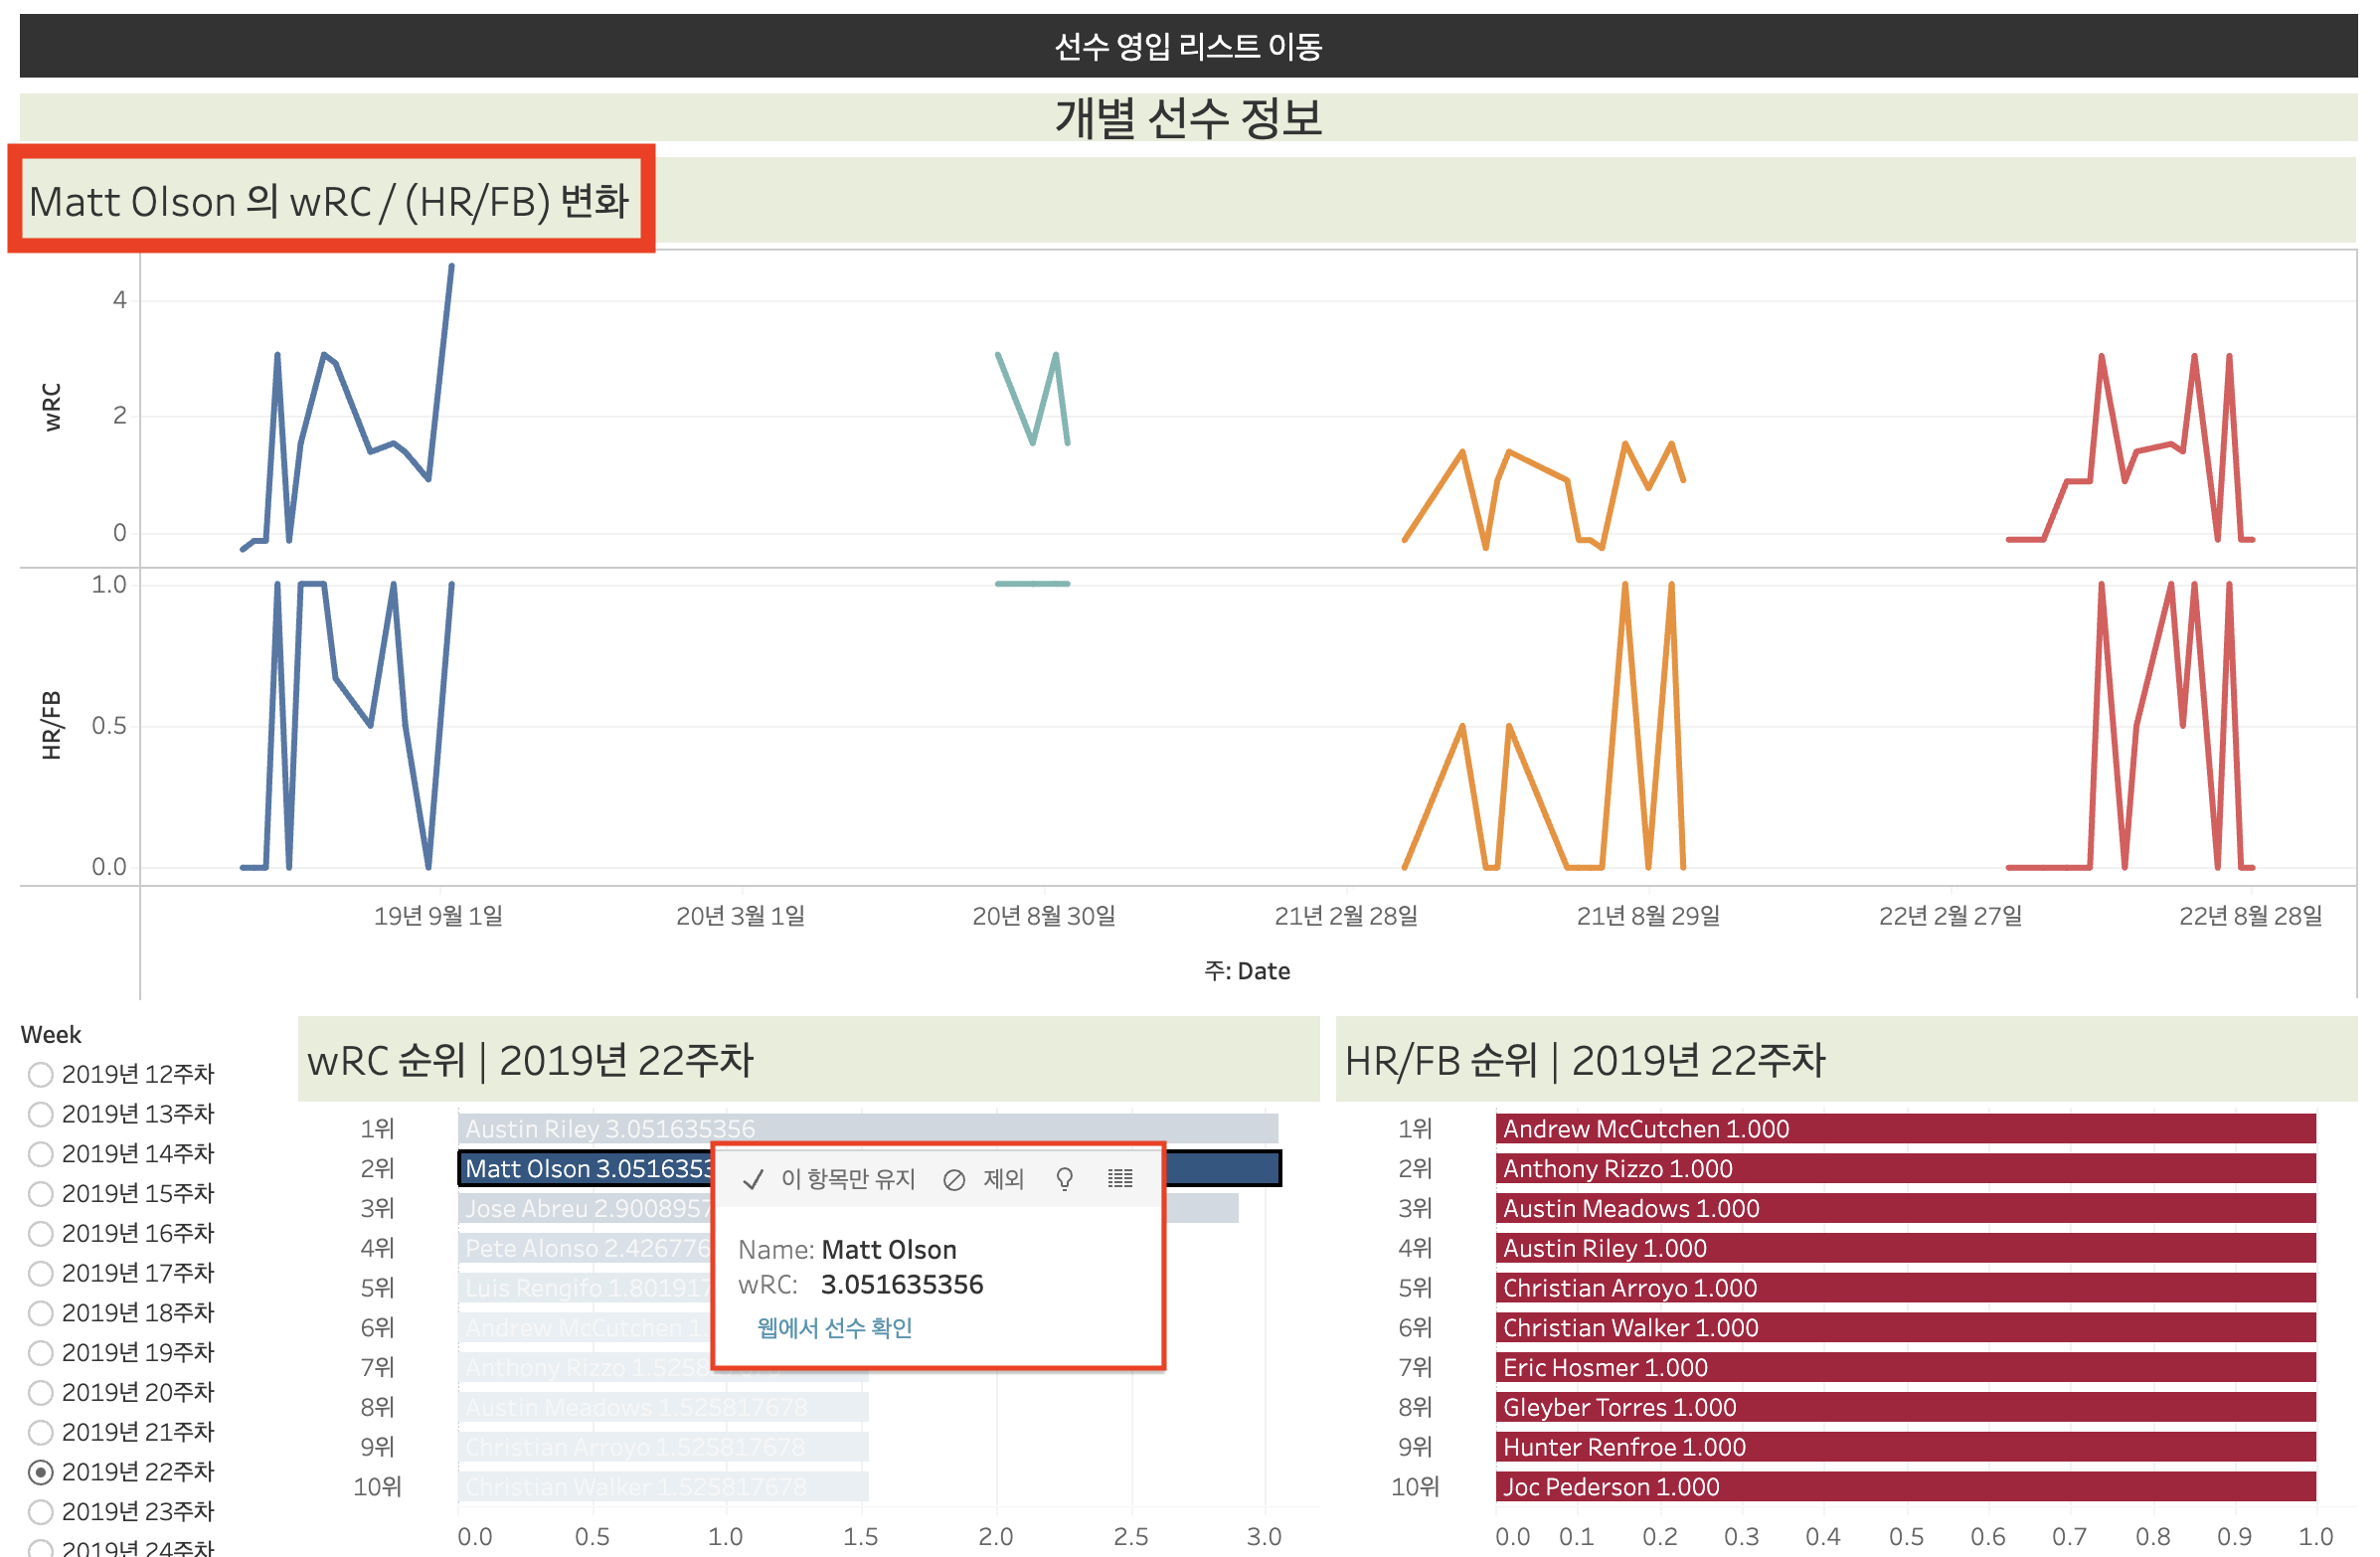 선수 영입 리스트 이동
개별 선수 정보
Matt Olson 의 wRC / (HR/FB) 변화
wRC
4
2
0
HR/FB
1.0
0.5
0.0
19년 9월 1일 20년 3월 1일 20년 8월 30일 21년 2월 28일 21년 8월 29일 22년 2월 27일 22년 8월 28일
주: Date
Week
2019년 12주차
2019년 13주차
2019년 14주차
2019년 15주차
2019년 16주차
2019년 17주차
2019년 18주차
2019년 19주차
2019년 20주차
2019년 21주차
2019년 22주차
2019년 23주차
2019년 24주차
wRC 순위 | 2019년 22주차
1위 Austin Riley 3.051635356
2위 Matt Olson 3.0516353
3위 Jose Abreu 2.9008957
4위 Pete Alonso 2.426776
5위 Luis Rengifo 1.801917
6위 Andrew McCutchen 1.
7위 Anthony Rizzo 1.525817678
8위 Austin Meadows 1.525817678
9위 Christian Arroyo 1.525817678
10위 Christian Walker 1.525817678
0.0 0.5 1.0 1.5 2.0 2.5 3.0
이 항목만 유지 제외
Name: Matt Olson
wRC: 3.051635356
웹에서 선수 확인
HR/FB 순위 | 2019년 22주차
1위 Andrew McCutchen 1.000
2위 Anthony Rizzo 1.000
3위 Austin Meadows 1.000
4위 Austin Riley 1.000
5위 Christian Arroyo 1.000
6위 Christian Walker 1.000
7위 Eric Hosmer 1.000
8위 Gleyber Torres 1.000
9위 Hunter Renfroe 1.000
10위 Joc Pederson 1.000
0.0 0.1 0.2 0.3 0.4 0.5 0.6 0.7 0.8 0.9 1.0